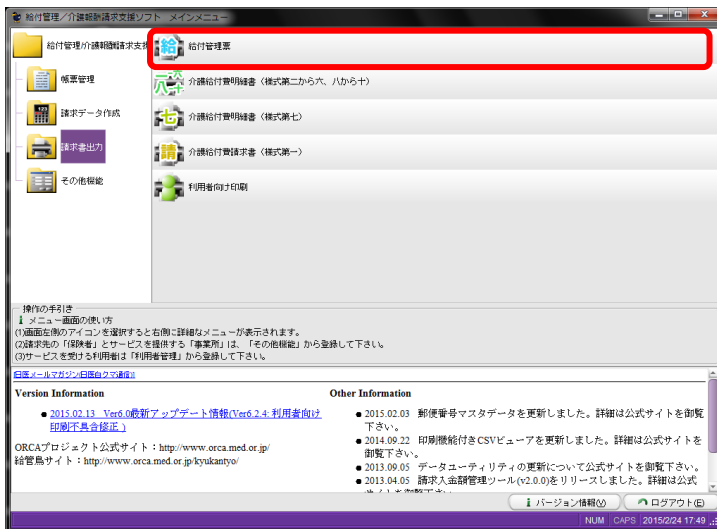 給付管理／介護報酬請求支援ソフト　メインメニュー
給付管理/介護報酬請求支援
帳票管理
請求データ作成
請求書出力
その他機能
給
給付管理票
介護給付費明細書（様式第二から六、八から十）
七
介護給付費明細書（様式第七）
請
介護給付費請求書（様式第一）
利用者向け印刷
操作の手引き
メニュー画面の使い方
(1)画面左側のアイコンを選択すると右側に詳細なメニューが表示されます。
(2)請求先の「保険者」とサービスを提供する「事業所」は、「その他機能」から登録して下さい。
(3)サービスを受ける利用者は「利用者管理」から登録して下さい。
日医メールマガジン(日医白クマ通信)
Version Information
● 2015.02.13 Ver6.0最新アップデート情報(Ver6.2.4: 利用者向け
印刷不具合修正 )
ORCAプロジェクト公式サイト：http://www.orca.med.or.jp/
給管鳥サイト：http://www.orca.med.or.jp/kyukantyo/
Other Information
● 2015.02.03 郵便番号マスタデータを更新しました。詳細は公式サイトを御覧
下さい。
● 2014.09.22 印刷機能付きCSVビューアを更新しました。詳細は公式サイトを
御覧下さい。
● 2013.09.05 データユーティリティの更新について公式サイトを御覧下さい。
● 2013.04.05 請求入金額管理ツール(v2.0.0)をリリースしました。詳細は公式
バージョン情報(V)
ログアウト(E)
NUM CAPS 2015/2/24 17:49